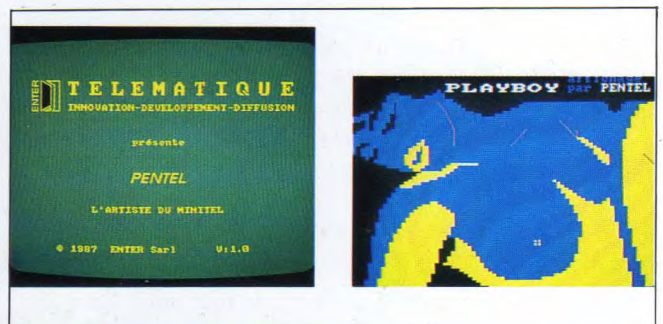 ENTER
TELEMATIQUE
INNOVATION-DEVELOPPEMENT-DIFFUSION
présente
PENTEL
L'ARTISTE DU MINITEL
© 1987 ENTER Sarl V:1.0
PLAYBOY par PENTEL